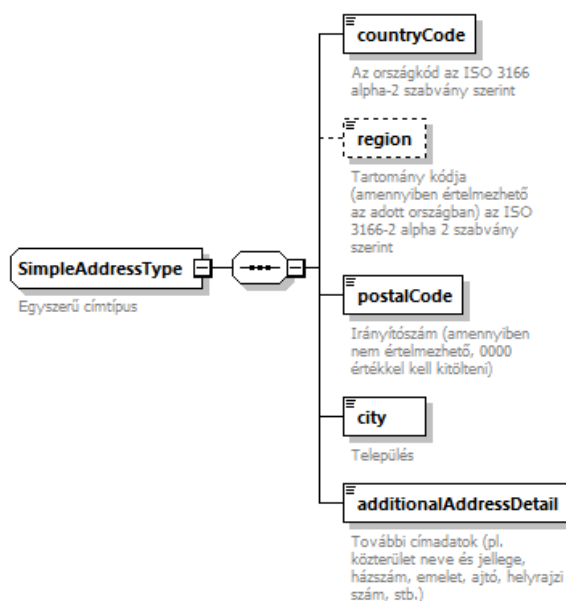 countryCode
Az országkód az ISO 3166
alpha-2 szabvány szerint
region
Tartomány kódja
(amennyiben értelmezhető
az adott országban) az ISO
3166-2 alpha 2 szabvány
szerint
SimpleAddressType
Egyszerű címtípus
postalCode
Irányítószám (amennyiben
nem értelmezhető, 0000
értékkel kell kitölteni)
city
Település
additionalAddressDetail
További címadatok (pl.
közterület neve és jellege,
házszám, emelet, ajtó, helyrajzi
szám, stb.)